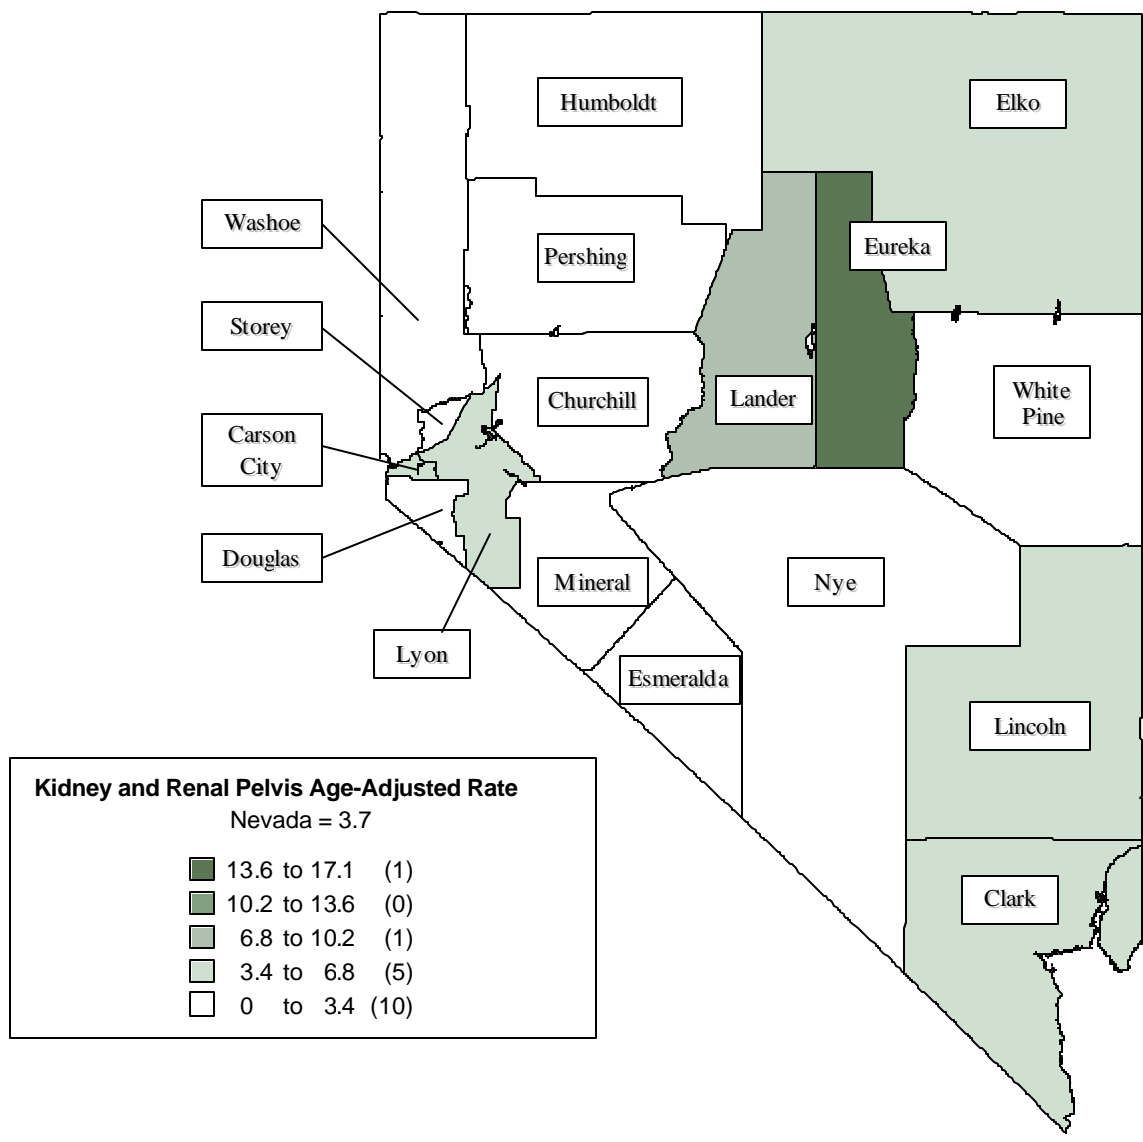 Humboldt
Elko
Washoe
Pershing
Eureka
Storey
Churchill
Lander
White
Pine
Carson
City
Douglas
Mineral
Nye
Lyon
Esmeralda
Lincoln
Clark
Kidney and Renal Pelvis Age-Adjusted Rate
Nevada = 3.7
13.6 to 17.1 (1)
10.2 to 13.6 (0)
6.8 to 10.2 (1)
3.4 to 6.8 (5)
0 to 3.4 (10)